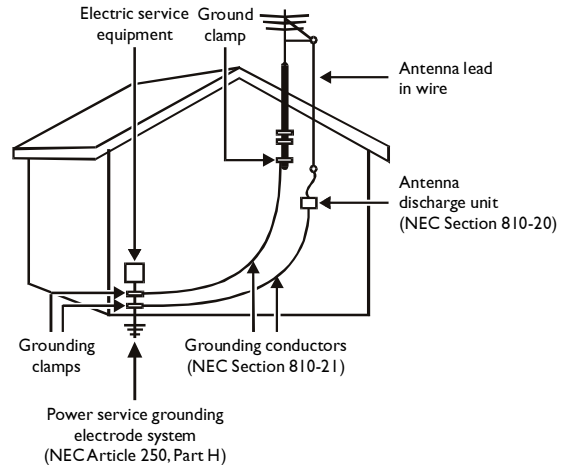 Electric service
equipment
Ground
clamp
Antenna lead
in wire
Antenna
discharge unit
(NEC Section 810-20)
Grounding
clamps
Grounding conductors
(NEC Section 810-21)
Power service grounding
electrode system
(NEC Article 250, Part H)